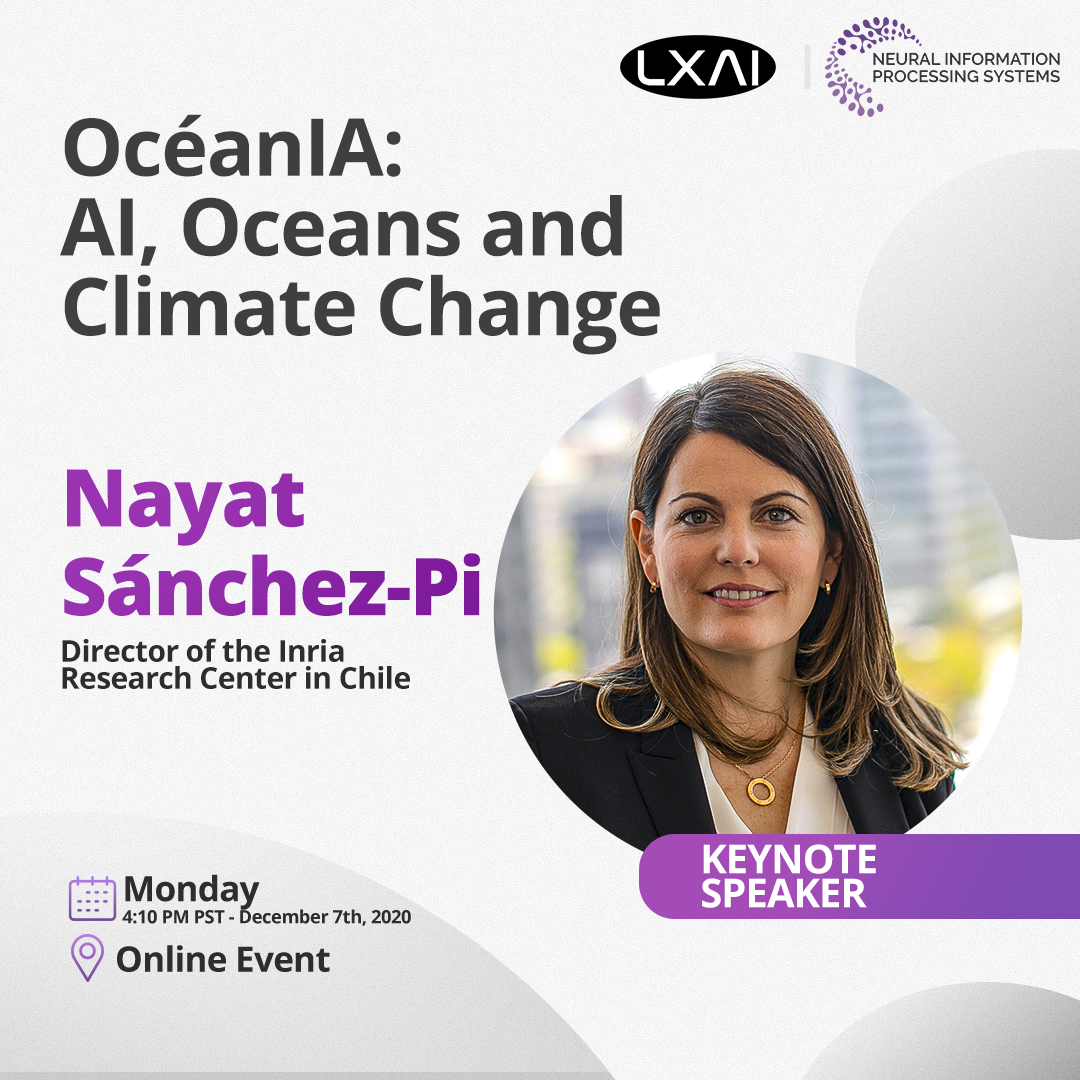 LXAI
NEURAL INFORMATION
PROCESSING SYSTEMS
OcéanIA:
AI, Oceans and
Climate Change
Nayat
Sánchez-Pi
Director of the Inria
Research Center in Chile
KEYNOTE
SPEAKER
Monday
4:10 PM PST - December 7th, 2020
Online Event